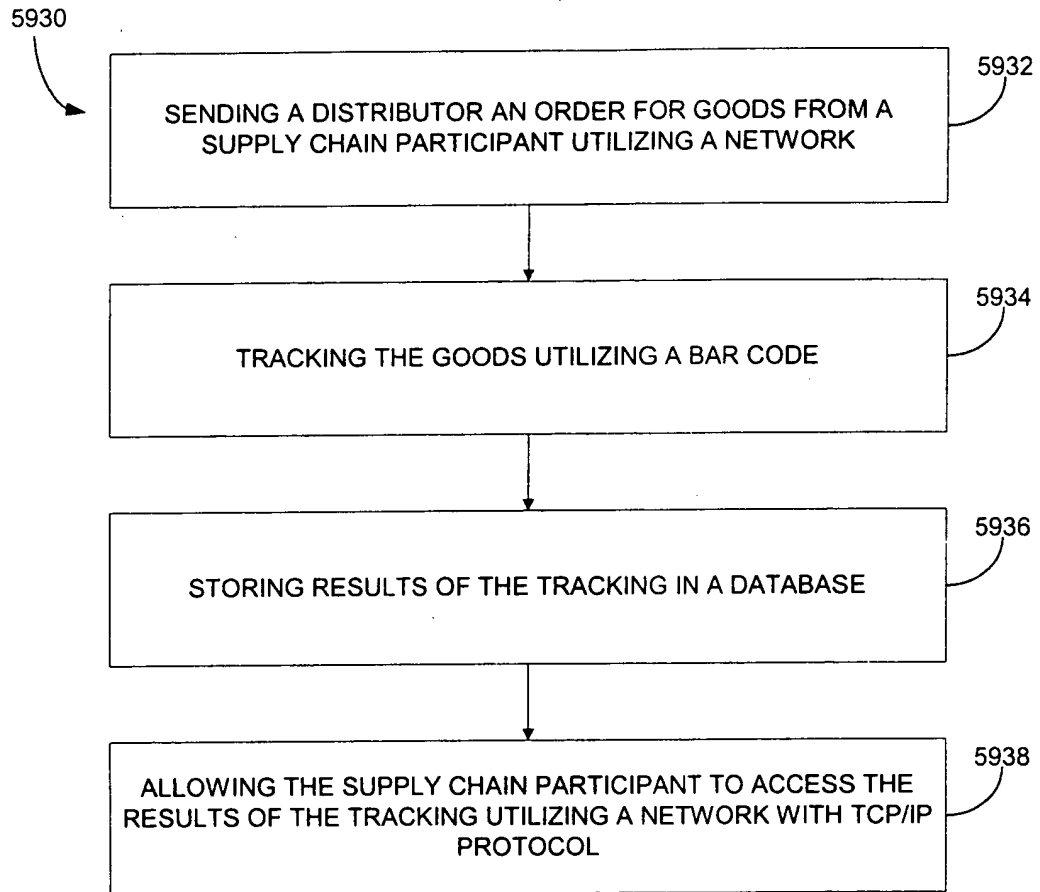 5930
5932
SENDING A DISTRIBUTOR AN ORDER FOR GOODS FROM A
SUPPLY CHAIN PARTICIPANT UTILIZING A NETWORK
5934
TRACKING THE GOODS UTILIZING A BAR CODE
5936
STORING RESULTS OF THE TRACKING IN A DATABASE
5938
ALLOWING THE SUPPLY CHAIN PARTICIPANT TO ACCESS THE
RESULTS OF THE TRACKING UTILIZING A NETWORK WITH TCP/IP
PROTOCOL